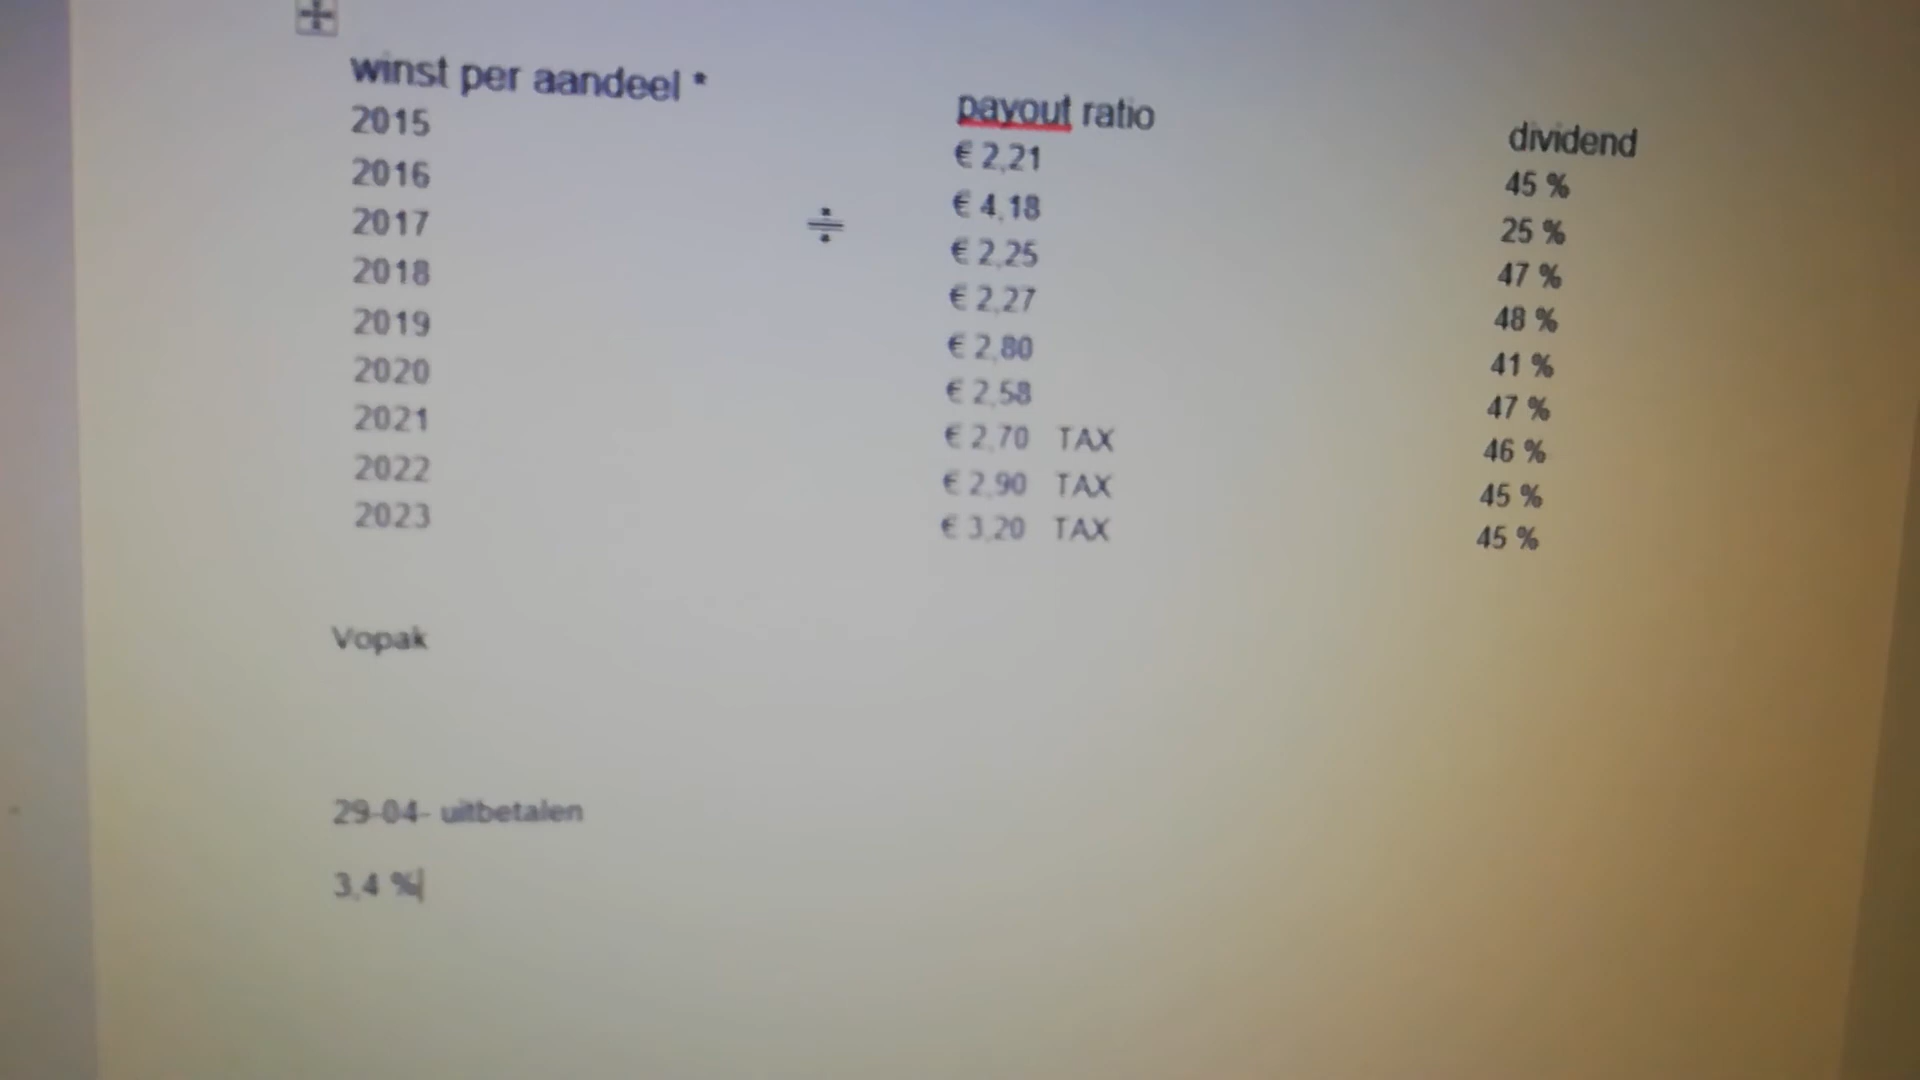 winst per aandeel * payout ratio dividend
2015 € 2,21 45 %
2016 € 4,18 25 %
2017 € 2,25 47 %
2018 € 2,27 48 %
2019 € 2,80 41 %
2020 € 2,58 47 %
2021 € 2,70 TAX 46 %
2022 € 2,90 TAX 45 %
2023 € 3,20 TAX 45 %
Vopak
29-04- uitbetalen
3,4 %